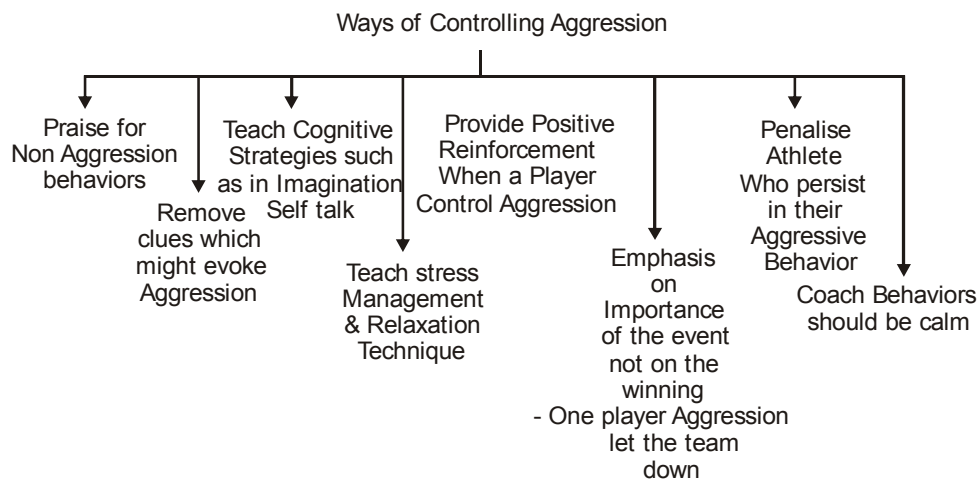 Ways of Controlling Aggression
Praise for
Non Aggression
behaviors
Remove
clues which
might evoke
Aggression
Teach Cognitive
Strategies such
as in Imagination
Self talk
Teach stress
Management
& Relaxation
Technique
Provide Positive
Reinforcement
When a Player
Control Aggression
Emphasis
on
Importance
of the event
not on the
winning
- One player Aggression
let the team
down
Penalise
Athlete
Who persist
in their
Aggressive
Behavior
Coach Behaviors
should be calm